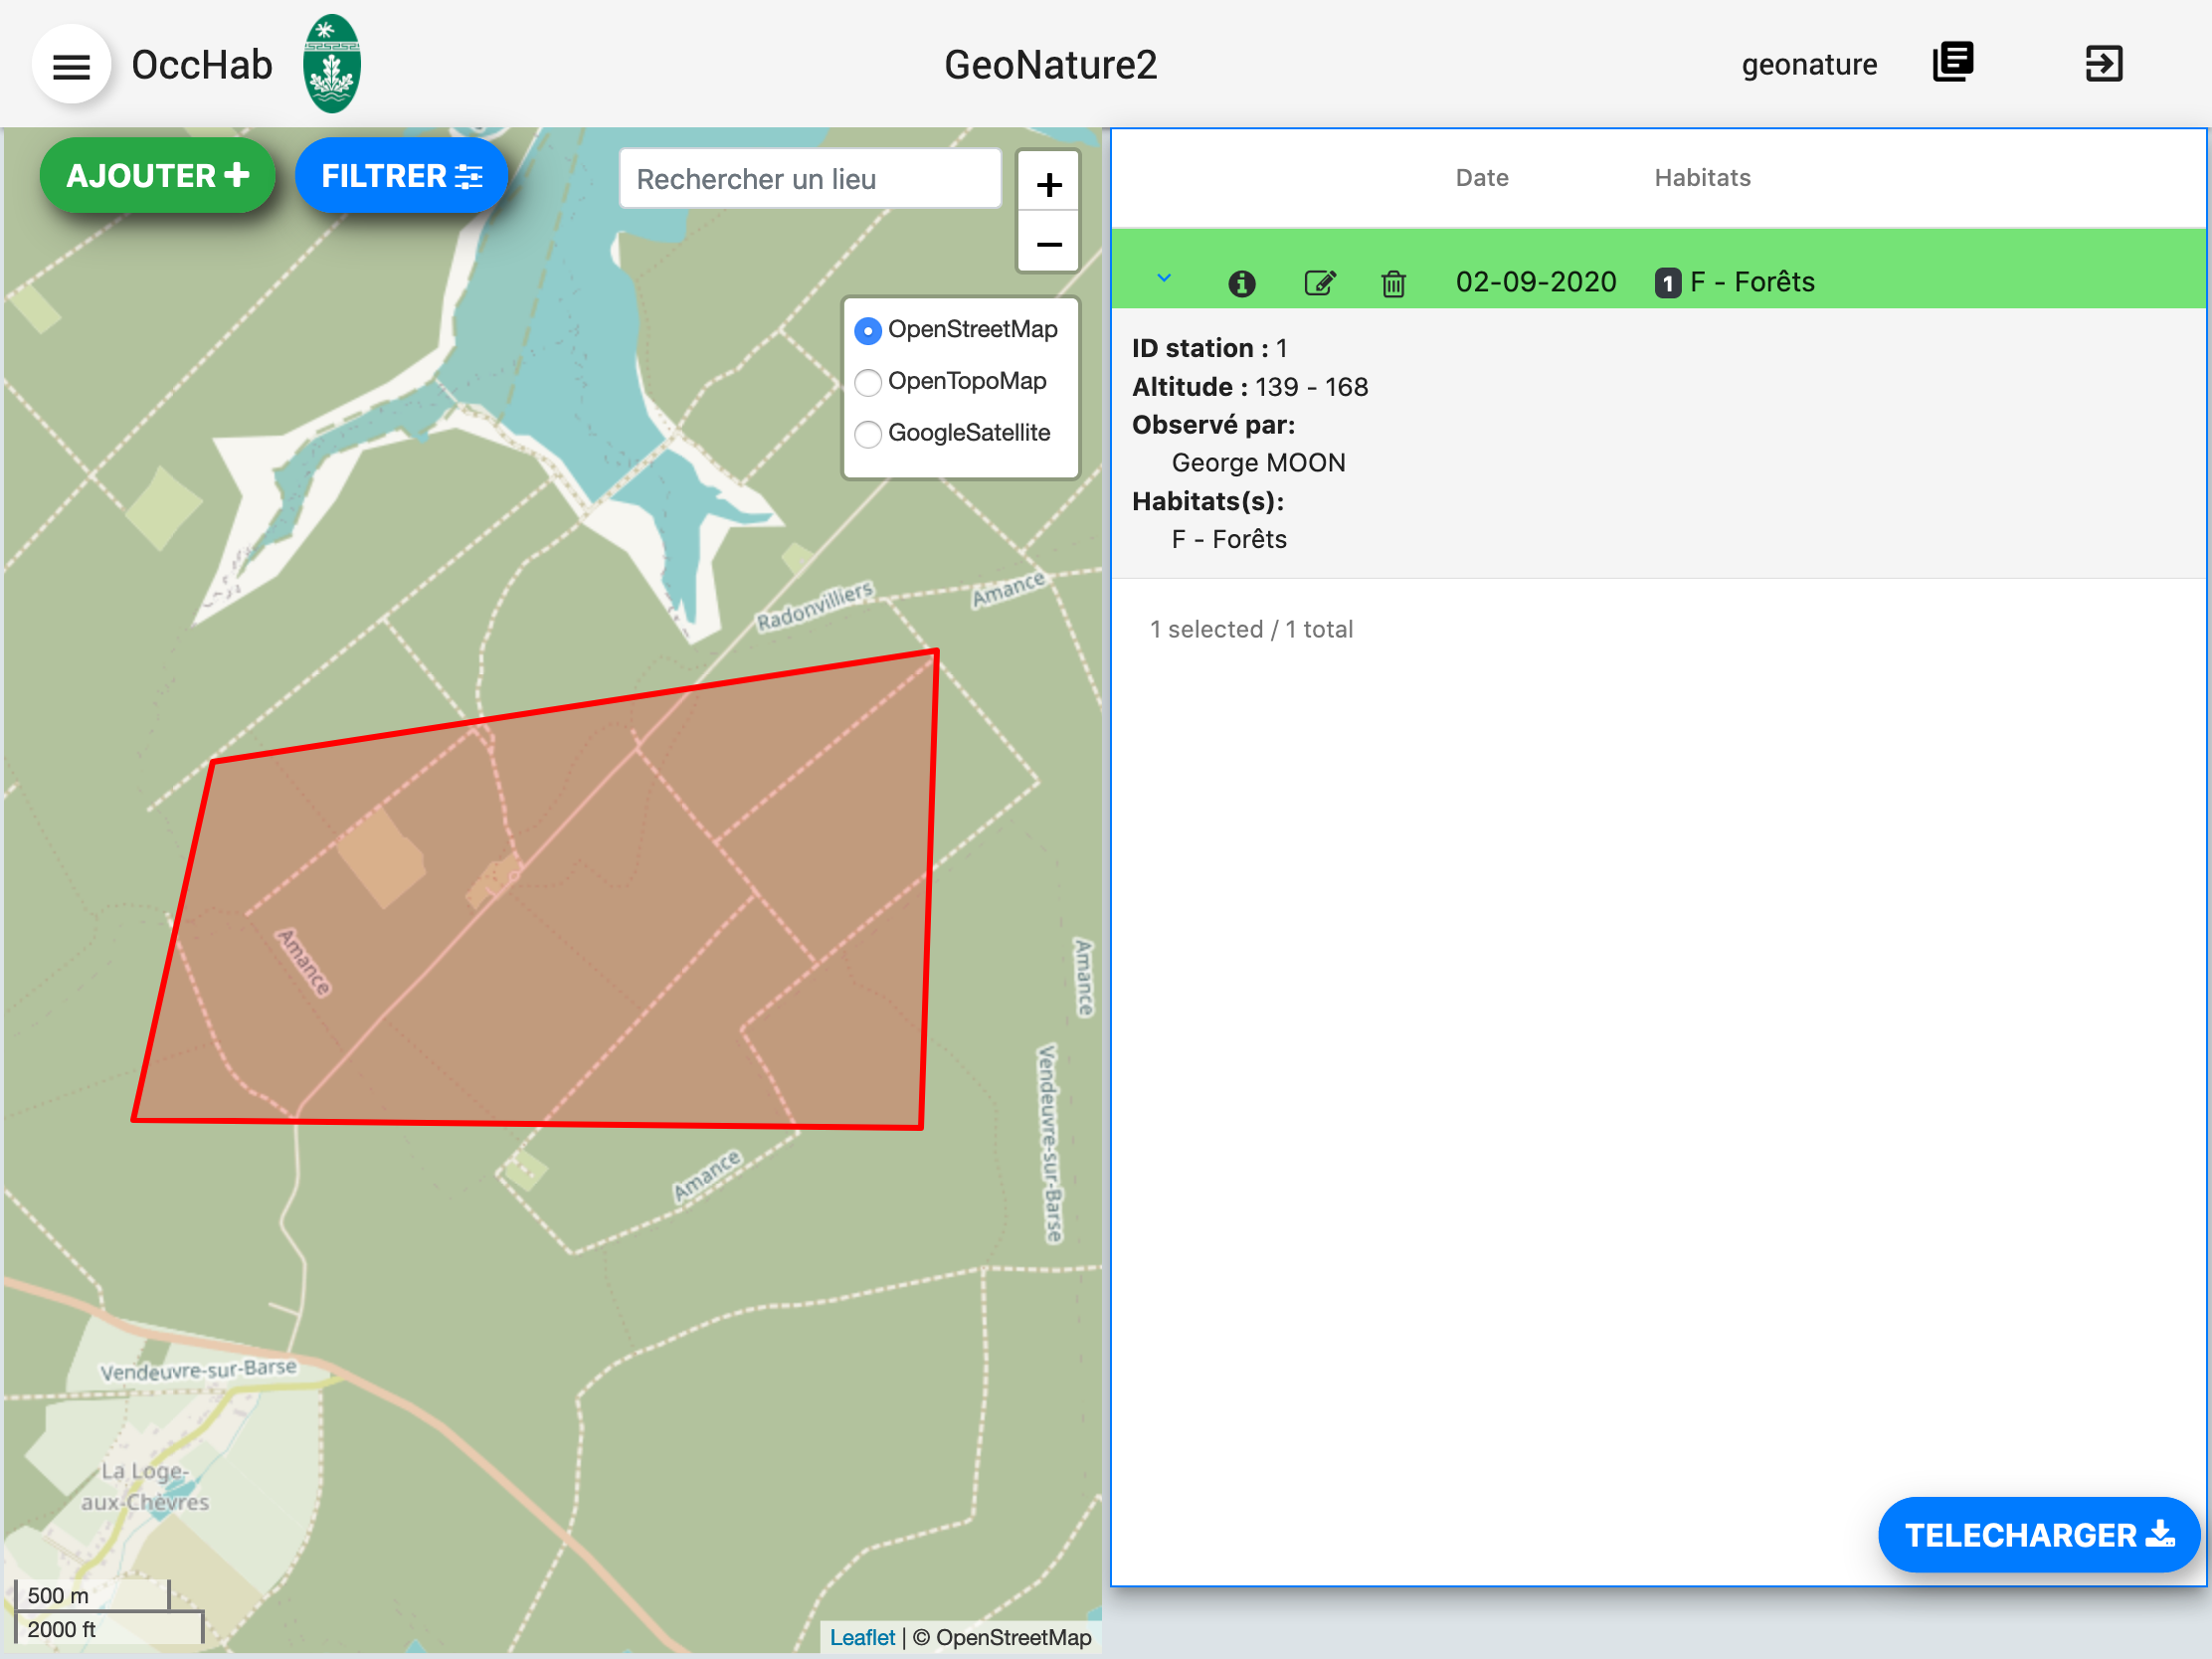 OccHab
GeoNature2
geonature
AJOUTER
FILTRER
Rechercher un lieu
+
−
OpenStreetMap
OpenTopoMap
GoogleSatellite
Radonvilliers
Amance
Amance
Amance
Vendeuvre-sur-Barse
Amance
Vendeuvre-sur-Barse
La Loge-
aux-Chèvres
500 m
2000 ft
Leaflet | © OpenStreetMap
Date Habitats
02-09-2020 1 F - Forêts
ID station : 1
Altitude : 139 - 168
Observé par:
George MOON
Habitats(s):
F - Forêts
1 selected / 1 total
TELECHARGER